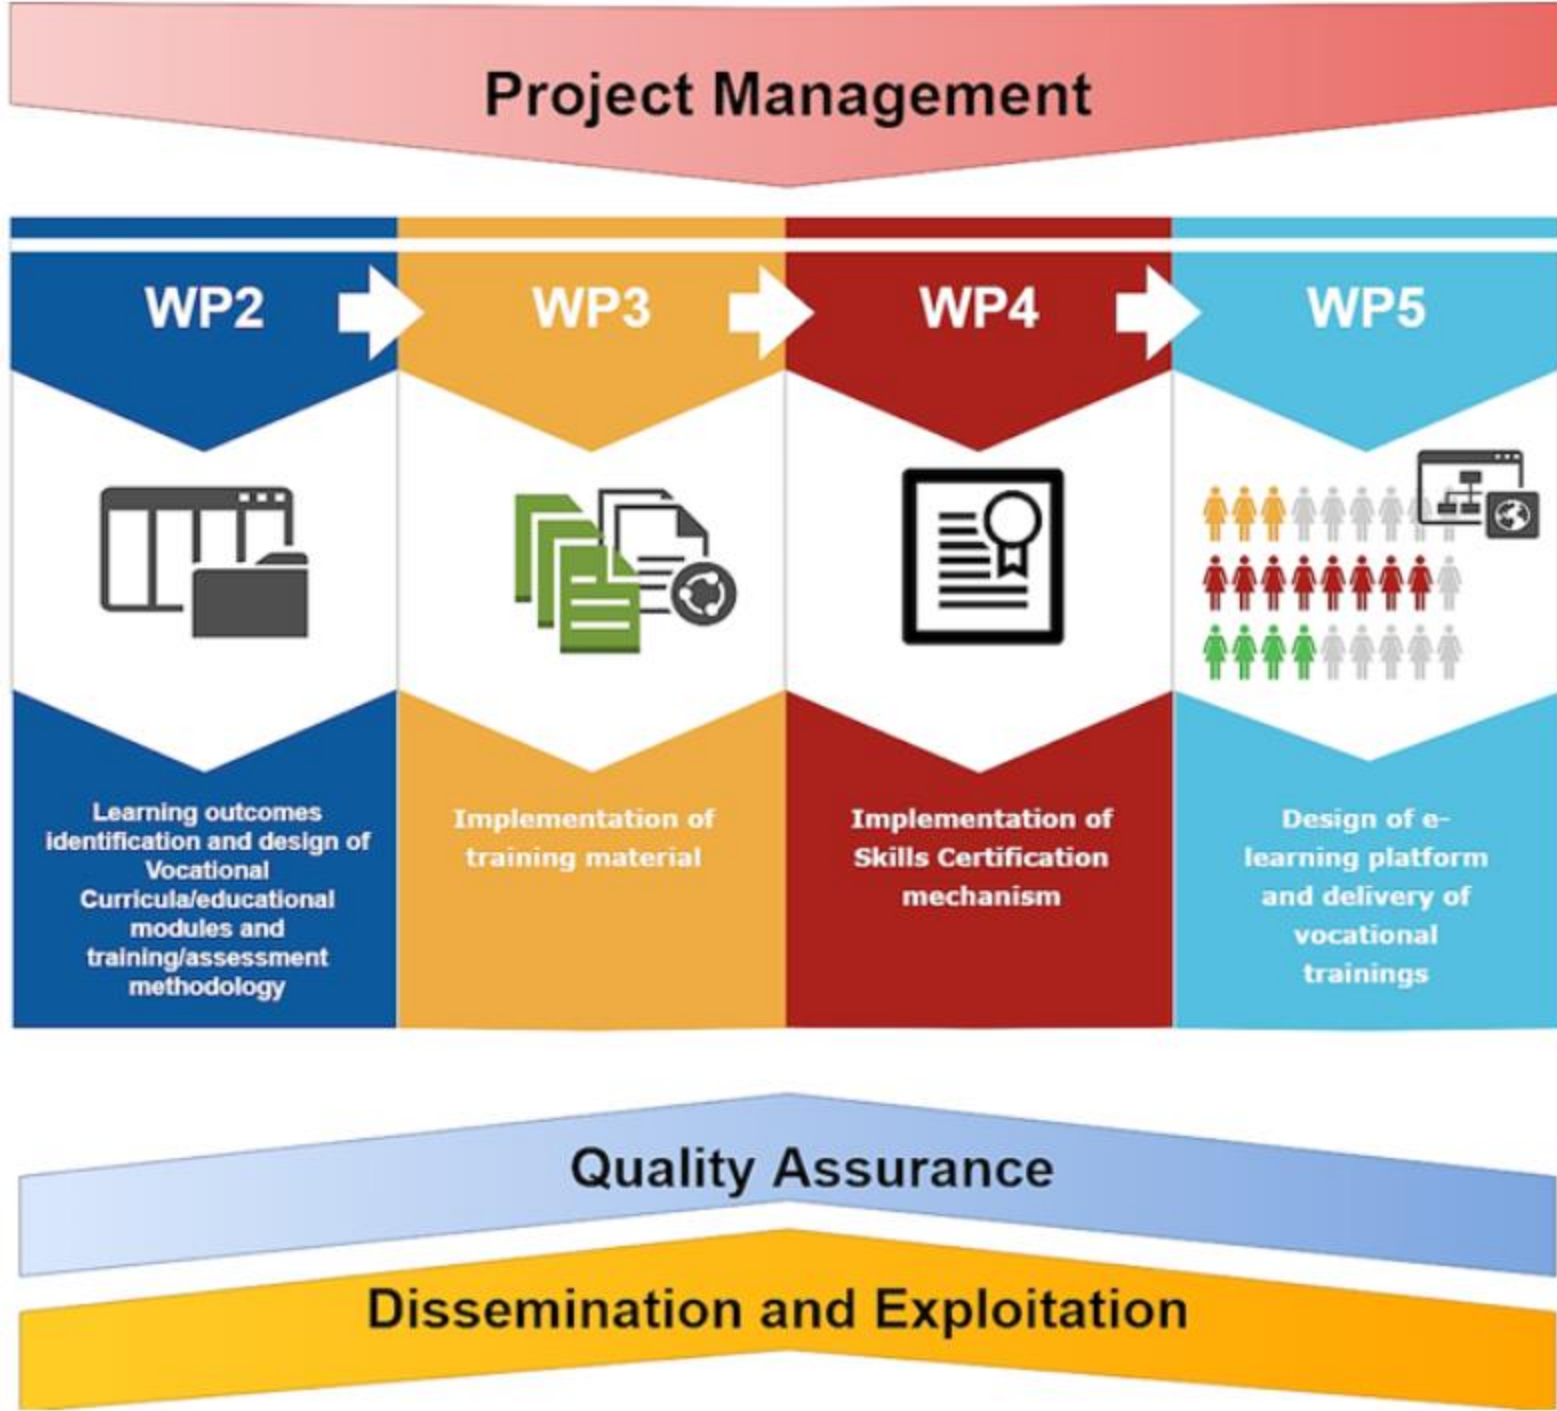 Project Management
WP2
WP3
WP4
WP5
Learning outcomes
identification and design of
Vocational
Curricula/educational
modules and
training/assessment
methodology
Implementation of
training material
Implementation of
Skills Certification
mechanism
Design of e-
learning platform
and delivery of
vocational
trainings
Quality Assurance
Dissemination and Exploitation